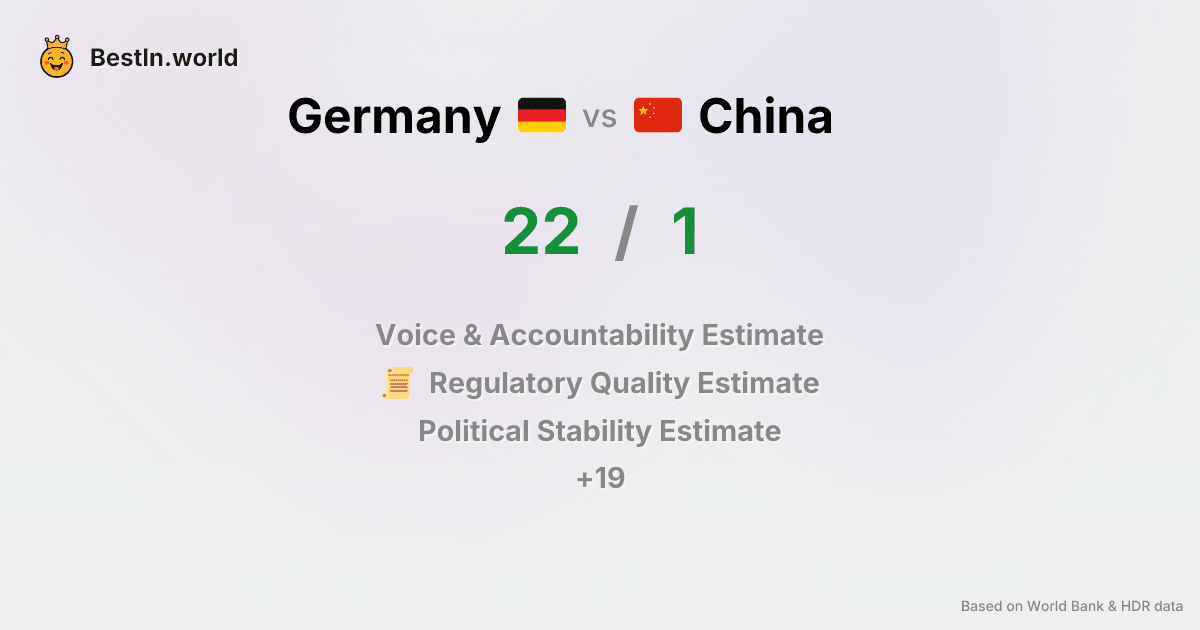 BestIn.world
Germany vs China
22 / 1
Voice & Accountability Estimate
Regulatory Quality Estimate
Political Stability Estimate
+19
Based on World Bank & HDR data